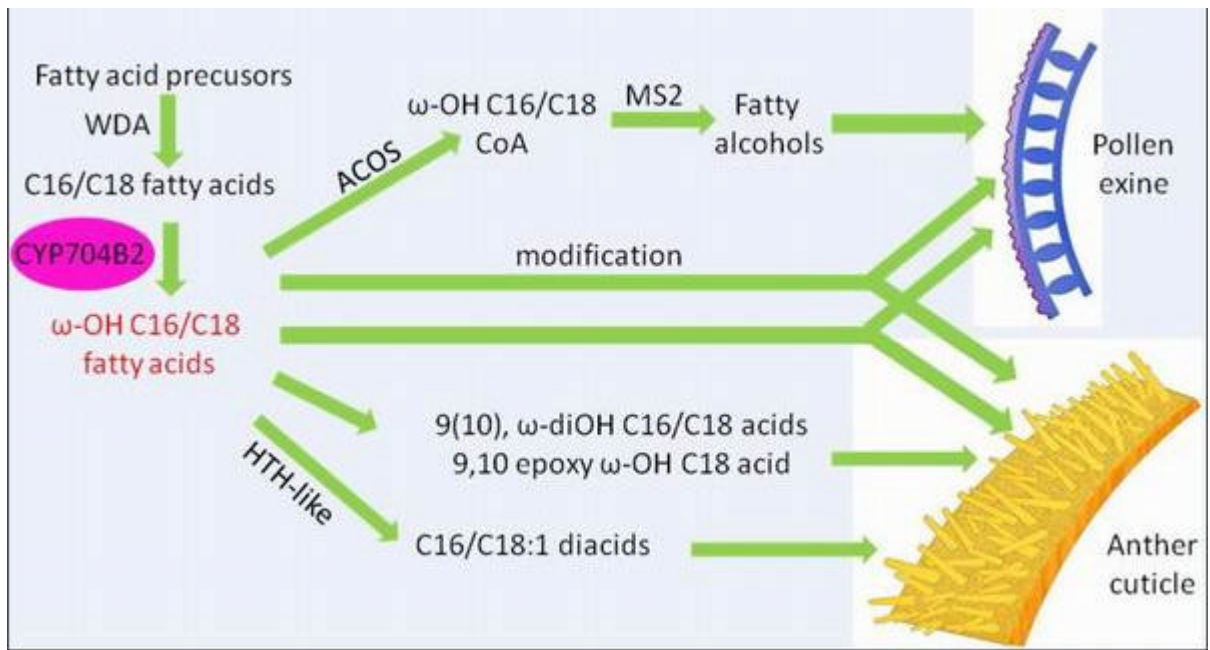 Fatty acid precusors
WDA
C16/C18 fatty acids
CYP704B2
ω-OH C16/C18
fatty acids
ACOS
ω-OH C16/C18
CoA
MS2
Fatty
alcohols
Pollen
exine
modification
9(10), ω-diOH C16/C18 acids
9,10 epoxy ω-OH C18 acid
HTH-like
C16/C18:1 diacids
Anther
cuticle